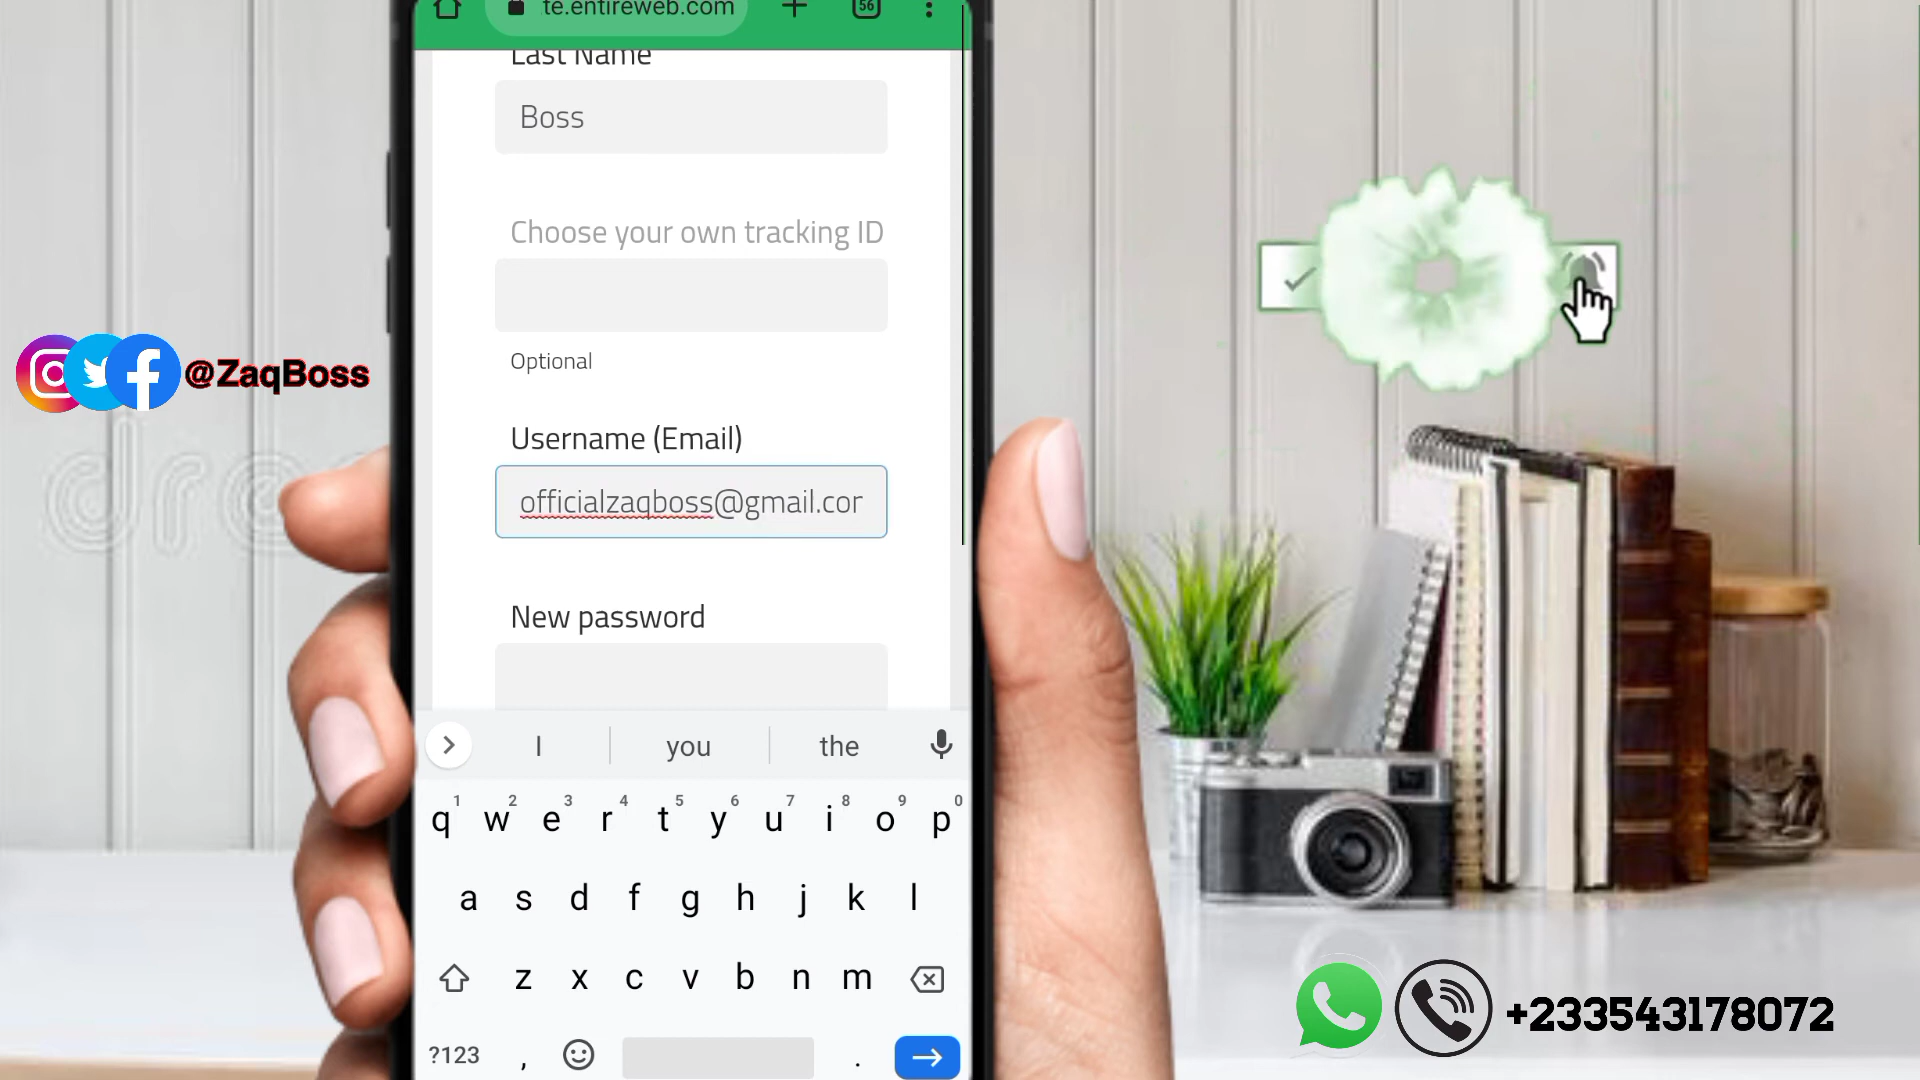 te.entireweb.com
56
Last Name
Boss
Choose your own tracking ID
Optional
@ZaqBoss
Username (Email)
officialzaqboss@gmail.cor
New password
I you the
1 2 3 4 5 6 7 8 9 0
q w e r t y u i o p
a s d f g h j k l
z x c v b n m
?123 , .
+233543178072